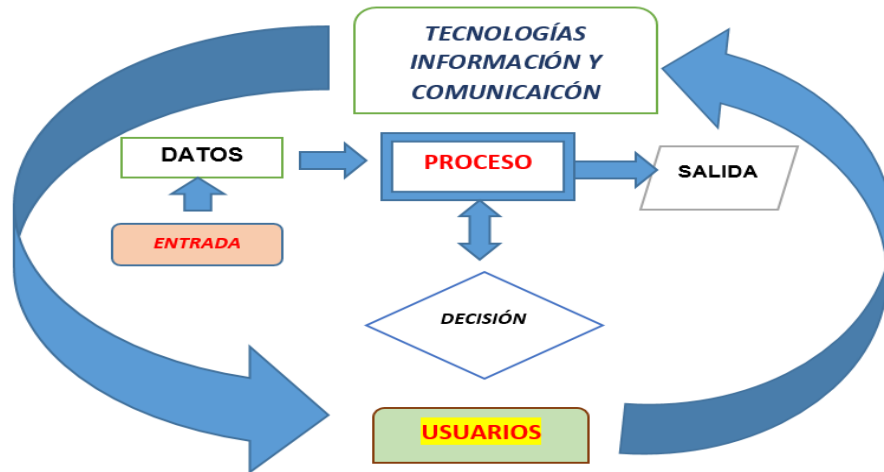 TECNOLOGÍAS
INFORMACIÓN Y
COMUNICAICÓN
DATOS
PROCESO
SALIDA
ENTRADA
DECISIÓN
USUARIOS